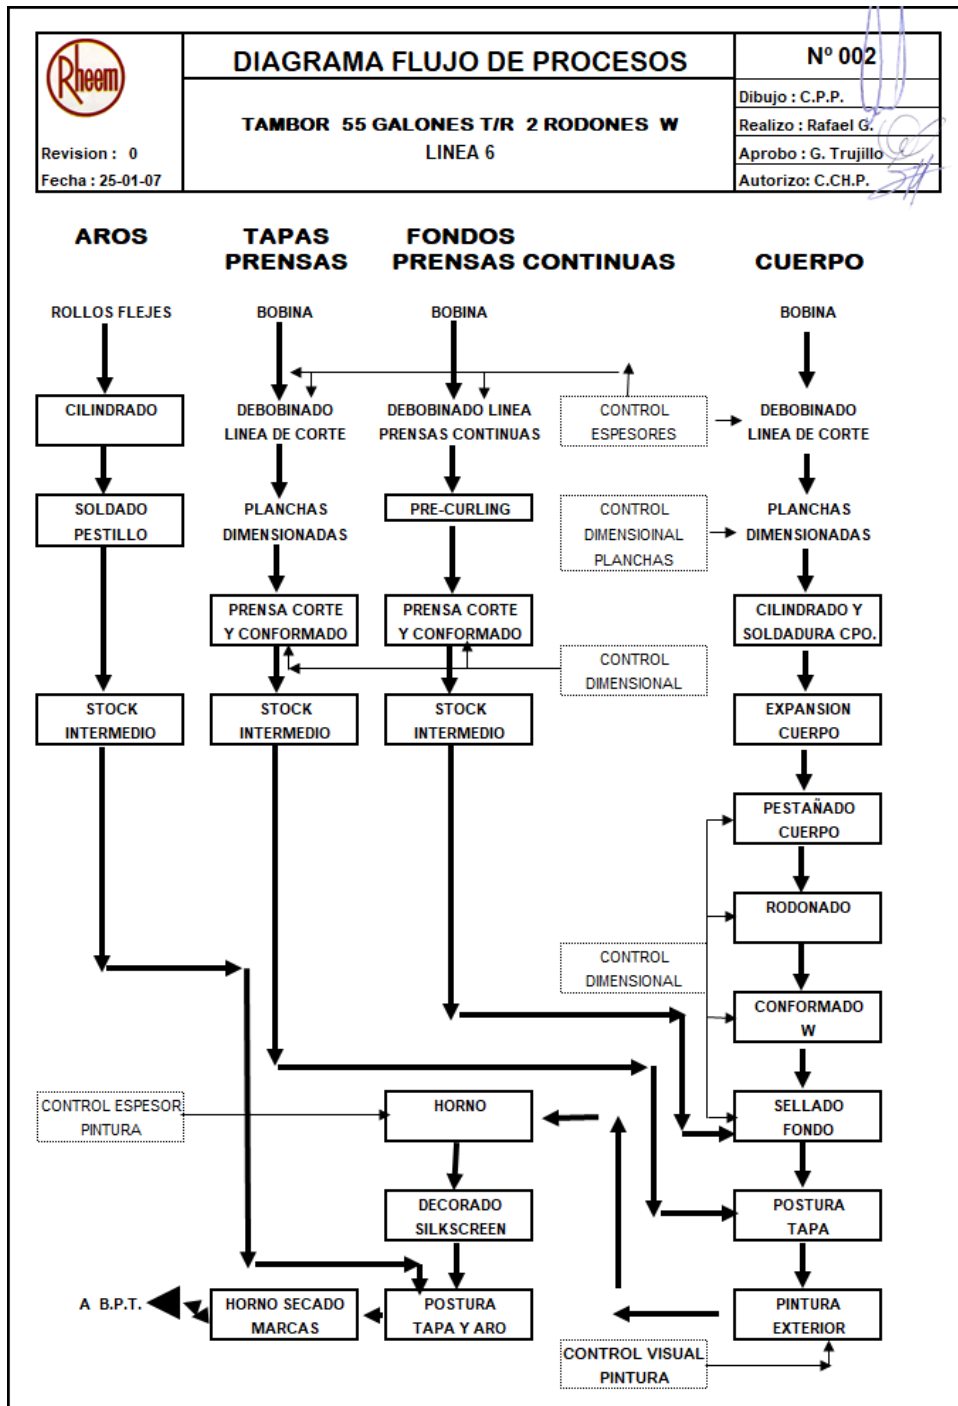 Rheem
Revision : 0
Fecha : 25-01-07
DIAGRAMA FLUJO DE PROCESOS
TAMBOR 55 GALONES T/R 2 RODONES W
LINEA 6
Nº 002
Dibujo : C.P.P.
Realizo : Rafael G.
Aprobo : G. Trujillo
Autorizo: C.CH.P.
AROS
TAPAS
PRENSAS
FONDOS
PRENSAS CONTINUAS
CUERPO
ROLLOS FLEJES
BOBINA
BOBINA
BOBINA
CILINDRADO
DEBOBINADO
LINEA DE CORTE
DEBOBINADO LINEA
PRENSAS CONTINUAS
CONTROL
ESPESORES
DEBOBINADO
LINEA DE CORTE
SOLDADO
PESTILLO
PLANCHAS
DIMENSIONADAS
PRE-CURLING
CONTROL
DIMENSIOINAL
PLANCHAS
PLANCHAS
DIMENSIONADAS
PRENSA CORTE
Y CONFORMADO
PRENSA CORTE
Y CONFORMADO
CILINDRADO Y
SOLDADURA CPO.
CONTROL
DIMENSIONAL
STOCK
INTERMEDIO
STOCK
INTERMEDIO
STOCK
INTERMEDIO
EXPANSION
CUERPO
PESTAÑADO
CUERPO
RODONADO
CONTROL
DIMENSIONAL
CONFORMADO
W
CONTROL ESPESOR
PINTURA
HORNO
SELLADO
FONDO
DECORADO
SILKSCREEN
POSTURA
TAPA
A B.P.T.
HORNO SECADO
MARCAS
POSTURA
TAPA Y ARO
PINTURA
EXTERIOR
CONTROL VISUAL
PINTURA